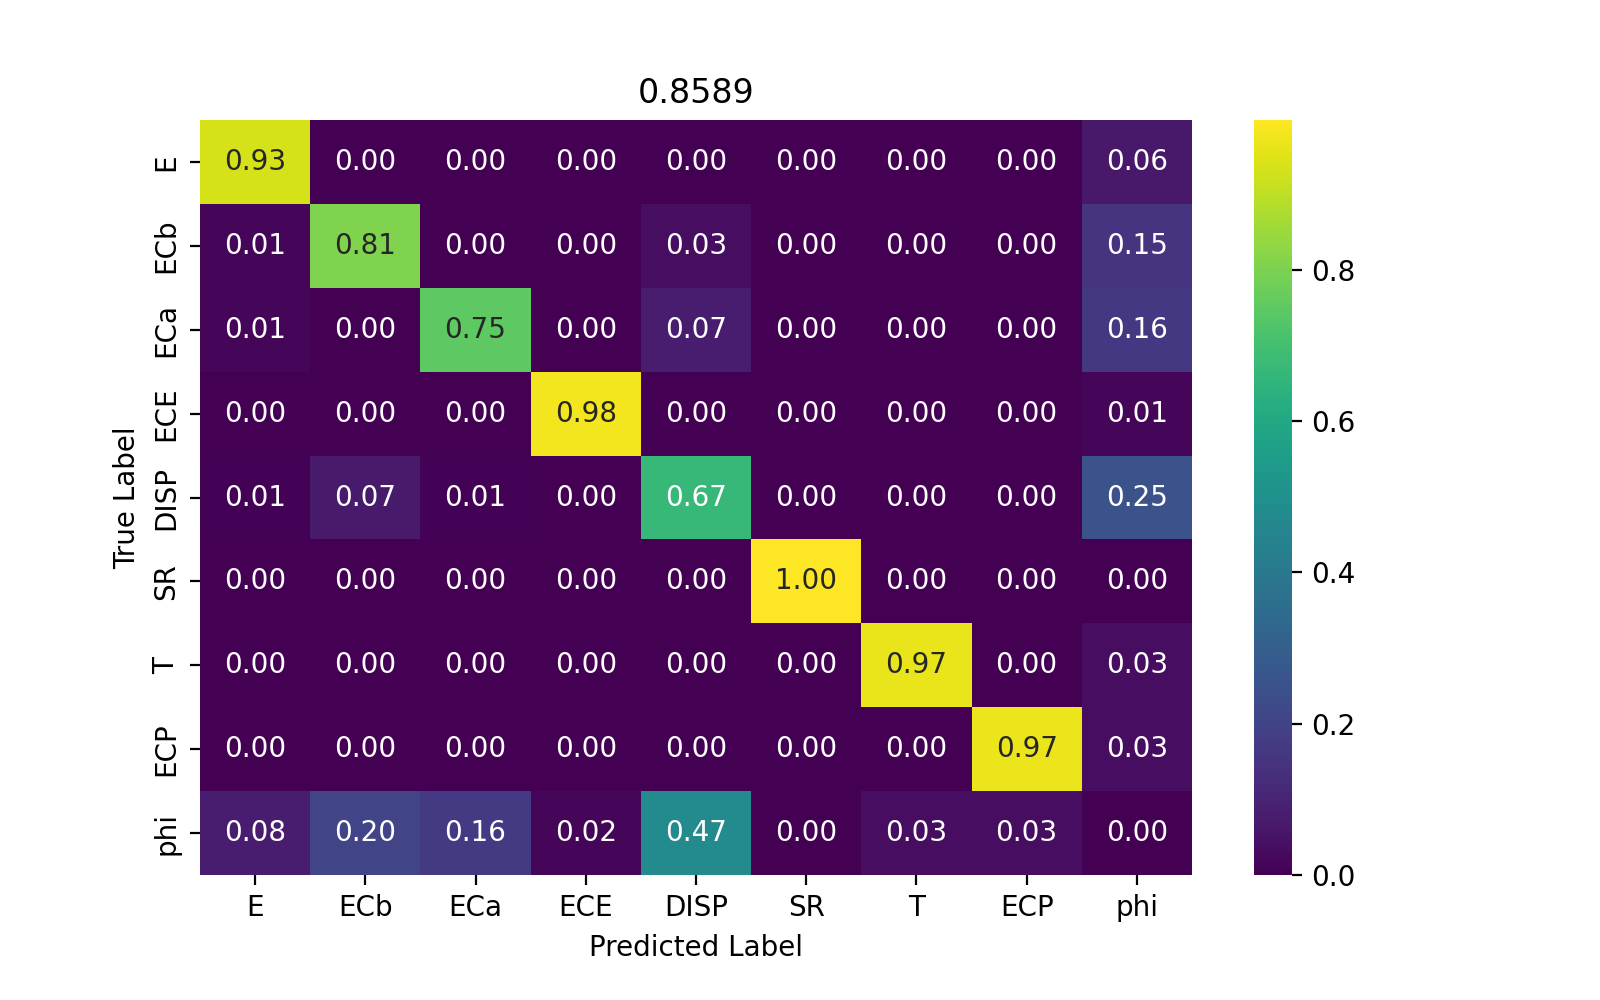 0.8589
E 0.93 0.00 0.00 0.00 0.00 0.00 0.00 0.00 0.06
ECb 0.01 0.81 0.00 0.00 0.03 0.00 0.00 0.00 0.15
ECa 0.01 0.00 0.75 0.00 0.07 0.00 0.00 0.00 0.16
ECE 0.00 0.00 0.00 0.98 0.00 0.00 0.00 0.00 0.01
DISP 0.01 0.07 0.01 0.00 0.67 0.00 0.00 0.00 0.25
SR 0.00 0.00 0.00 0.00 0.00 1.00 0.00 0.00 0.00
T 0.00 0.00 0.00 0.00 0.00 0.00 0.97 0.00 0.03
ECP 0.00 0.00 0.00 0.00 0.00 0.00 0.00 0.97 0.03
phi 0.08 0.20 0.16 0.02 0.47 0.00 0.03 0.03 0.00
E ECb ECa ECE DISP SR T ECP phi
Predicted Label
True Label
0.8
0.6
0.4
0.2
0.0